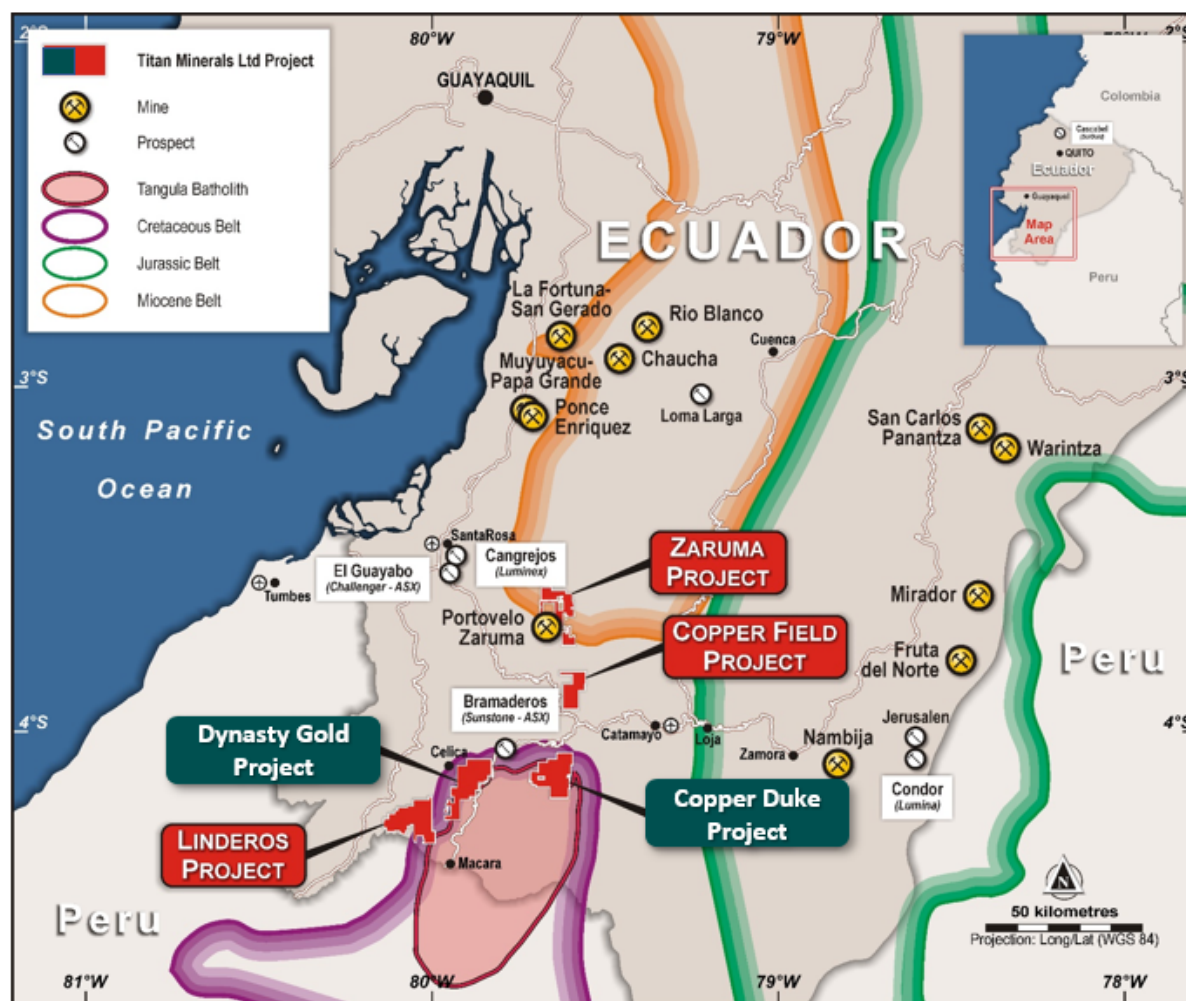 2°S
80°W
79°W
2°S
Titan Minerals Ltd Project
Mine
Prospect
Tangula Batholith
Cretaceous Belt
Jurassic Belt
Miocene Belt
GUAYAQUIL
Colombia
Cascabel
QUITO
Ecuador
Guayaquil
Map
Area
Peru
ECUADOR
La Fortuna-
San Gerado
Rio Blanco
Cuenca
Chaucha
Muyuyacu-
Papa Grande
Ponce
Enriquez
Loma Larga
3°S
3°S
South Pacific
Ocean
San Carlos
Panantza
Warintza
SantaRosa
El Guayabo
(Challenger - ASX)
Cangrejos
(Luminex)
Tumbes
ZARUMA
PROJECT
Portovelo
Zaruma
COPPER FIELD
PROJECT
Mirador
Fruta
del Norte
Peru
Bramaderos
(Sunstone - ASX)
4°S
4°S
Dynasty Gold
Project
Celica
Catamayo
Loja
Zamora
Nambija
Jerusalen
Condor
(Lumina)
Copper Duke
Project
LINDEROS
PROJECT
Macara
Peru
N
50 kilometres
Projection: Long/Lat (WGS 84)
81°W
80°W
79°W
78°W